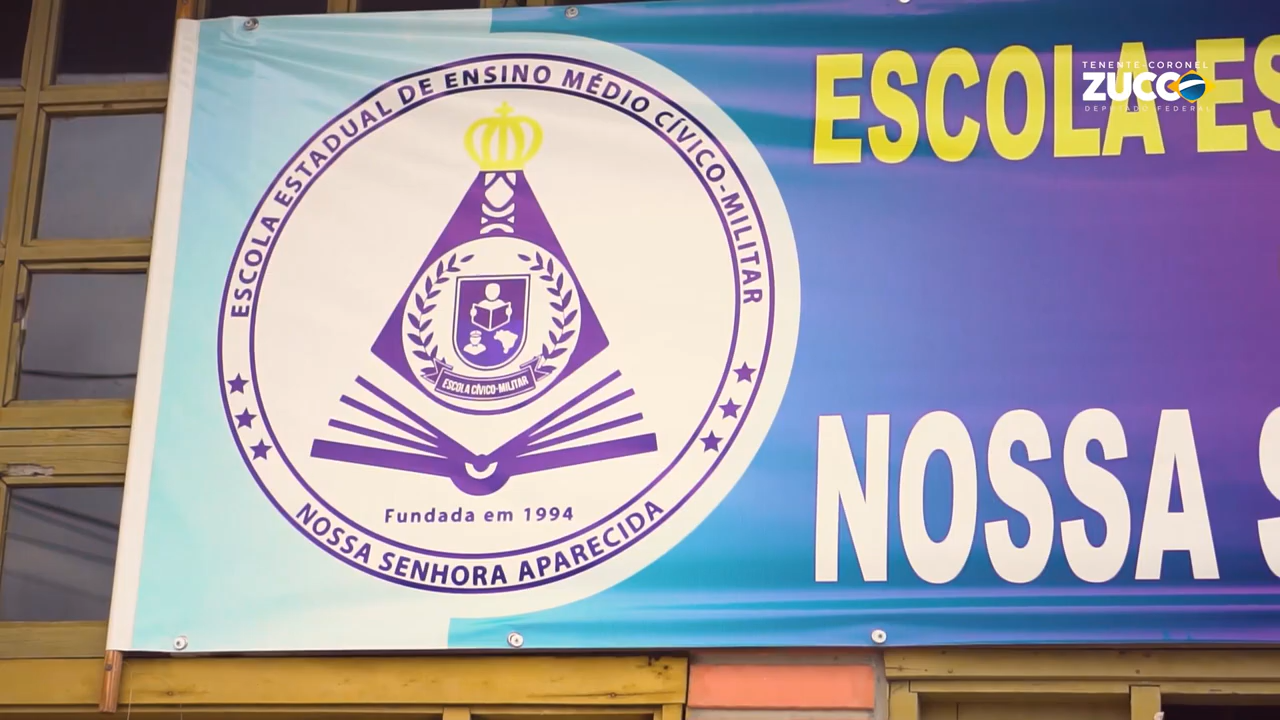 TENENTE-CORONEL
ZUCCO
DEPUTADO FEDERAL
ESCOLA ESTADUAL DE ENSINO MÉDIO CÍVICO-MILITAR
ESCOLA CÍVICO-MILITAR
Fundada em 1994
NOSSA SENHORA APARECIDA
ESCOLA ES
NOSSA S